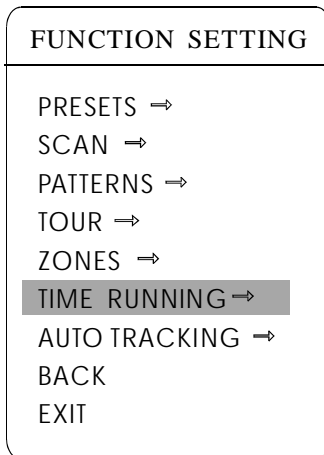 FUNCTION SETTING
PRESETS ⇒
SCAN ⇒
PATTERNS ⇒
TOUR ⇒
ZONES ⇒
TIME RUNNING ⇒
AUTO TRACKING ⇒
BACK
EXIT